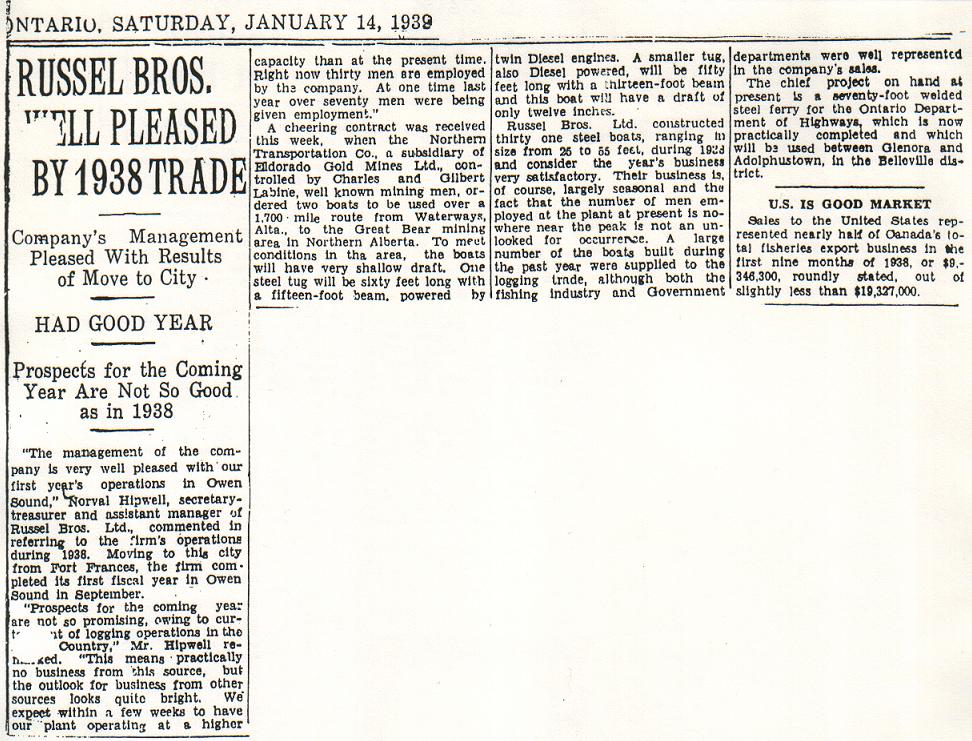 ONTARIO, SATURDAY, JANUARY 14, 1939
RUSSEL BROS.
WELL PLEASED
BY 1938 TRADE
Company's Management
Pleased With Results
of Move to City
HAD GOOD YEAR
Prospects for the Coming
Year Are Not So Good
as in 1938
"The management of the com-
pany is very well pleased with our
first year's operations in Owen
Sound," Norval Hipwell, secretary-
treasurer and assistant manager of
Russel Bros. Ltd., commented in
referring to the firm's operations
during 1938. Moving to this city
from Fort Frances, the firm com-
pleted its first fiscal year in Owen
Sound in September.
"Prospects for the coming year
are not so promising, owing to cur-
of logging operations in the
Country," Mr. Hipwell re-
"This means practically
no business from this source, but
the outlook for business from other
sources looks quite bright. We
expect within a few weeks to have
our plant operating at a higher
capacity than at the present time.
Right now thirty men are employed
by the company. At one time last
year over seventy men were being
given employment."
A cheering contract was received
this week, when the Northern
Transportation Co., a subsidiary of
Eldorado Gold Mines Ltd., con-
trolled by Charles and Gilbert
Labine, well known mining men, or-
dered two boats to be used over a
1,700 mile route from Waterways,
Alta., to the Great Bear mining
area in Northern Alberta. To meet
conditions in tha area, the boats
will have very shallow draft. One
steel tug will be sixty feet long with
a fifteen-foot beam, powered by
twin Diesel engines. A smaller tug,
also Diesel powered, will be fifty
feet long with a thirteen-foot beam
and this boat will have a draft of
only twelve inches.
Russel Bros. Ltd. constructed
thirty one steel boats, ranging in
size from 26 to 55 feet, during 1938
and consider the year's business
very satisfactory. Their business is,
of course, largely seasonal and the
fact that the number of men em-
ployed at the plant at present is no-
where near the peak is not an un-
looked for occurrence. A large
number of the boats built during
the past year were supplied to the
logging trade, although both the
fishing industry and Government
departments were well represented
in the company's sales.
The chief project on hand at
present is a seventy-foot welded
steel ferry for the Ontario Depart-
ment of Highways, which is now
practically completed and which
will be used between Glenora and
Adolphustown, in the Belloville dis-
trict.
U.S. IS GOOD MARKET
Sales to the United States rep-
resented nearly half of Canada's to-
tal fisheries export business in the
first nine months of 1938, or $9,-
346,300, roundly stated, out of
slightly less than $19,327,000.